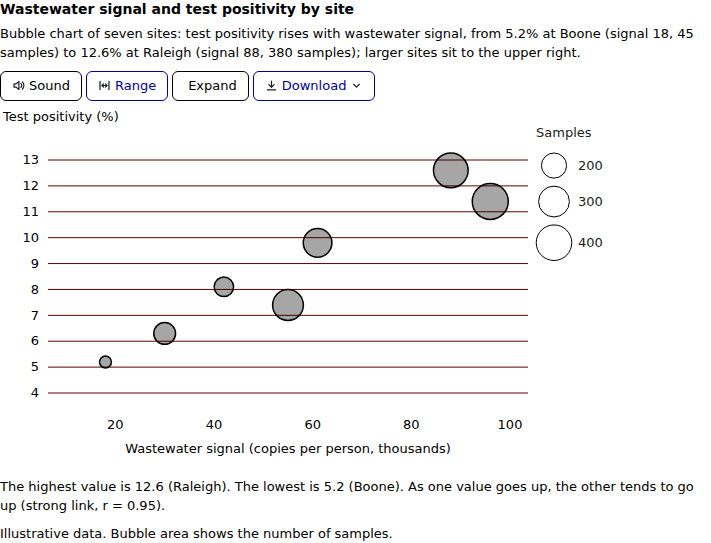 Wastewater signal and test positivity by site
Bubble chart of seven sites: test positivity rises with wastewater signal, from 5.2% at Boone (signal 18, 45
samples) to 12.6% at Raleigh (signal 88, 380 samples); larger sites sit to the upper right.
Sound Range Expand Download
Test positivity (%)
Samples
13
12
11
10
9
8
7
6
5
4
200
300
400
20 40 60 80 100
Wastewater signal (copies per person, thousands)
The highest value is 12.6 (Raleigh). The lowest is 5.2 (Boone). As one value goes up, the other tends to go
up (strong link, r = 0.95).
Illustrative data. Bubble area shows the number of samples.